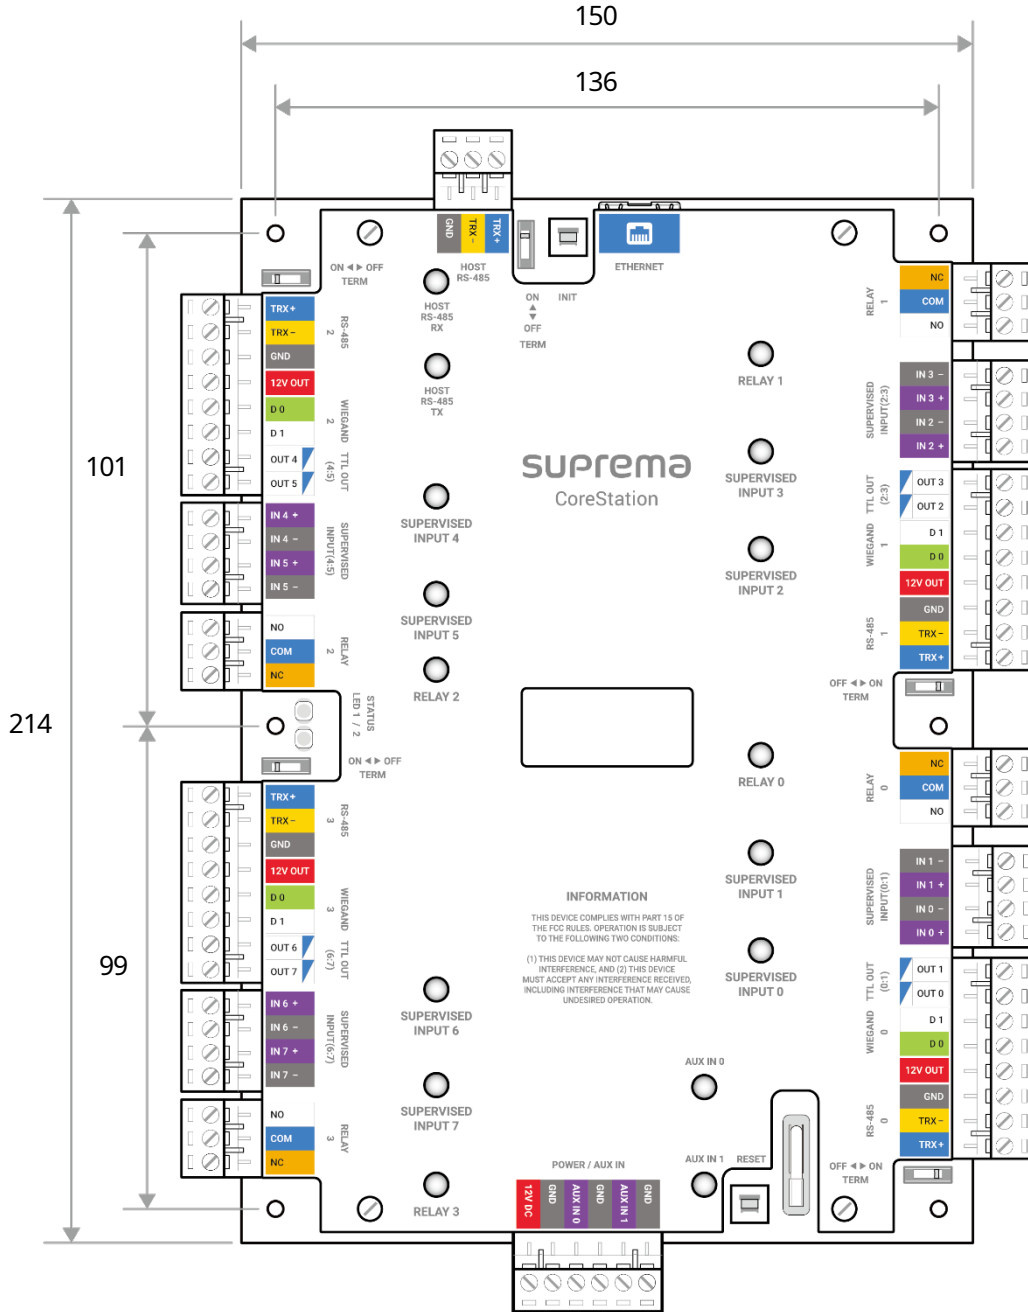 150
136
214
101
99
GND
TRX −
TRX +
HOST
RS-485
ON ◄ ► OFF
TERM
HOST
RS-485
RX
HOST
RS-485
TX
ON
▲
▼
OFF
TERM
INIT
ETHERNET
TRX +
TRX −
GND
RS-485
2
12V OUT
D 0
D 1
WIEGAND
2
OUT 4
OUT 5
TTL OUT
(4:5)
IN 4 +
IN 4 −
IN 5 +
IN 5 −
SUPERVISED
INPUT(4:5)
NO
COM
NC
RELAY
2
STATUS
LED 1 / 2
ON ◄ ► OFF
TERM
TRX +
TRX −
GND
RS-485
3
12V OUT
D 0
D 1
WIEGAND
3
OUT 6
OUT 7
TTL OUT
(6:7)
IN 6 +
IN 6 −
IN 7 +
IN 7 −
SUPERVISED
INPUT(6:7)
NO
COM
NC
RELAY
3
SUPERVISED
INPUT 4
SUPERVISED
INPUT 5
RELAY 2
SUPERVISED
INPUT 6
SUPERVISED
INPUT 7
RELAY 3
suprema
CoreStation
RELAY 1
SUPERVISED
INPUT 3
SUPERVISED
INPUT 2
RELAY 0
SUPERVISED
INPUT 1
SUPERVISED
INPUT 0
INFORMATION
THIS DEVICE COMPLIES WITH PART 15 OF
THE FCC RULES. OPERATION IS SUBJECT
TO THE FOLLOWING TWO CONDITIONS:
(1) THIS DEVICE MAY NOT CAUSE HARMFUL
INTERFERENCE, AND (2) THIS DEVICE
MUST ACCEPT ANY INTERFERENCE RECEIVED,
INCLUDING INTERFERENCE THAT MAY CAUSE
UNDESIRED OPERATION.
AUX IN 0
AUX IN 1
RESET
POWER / AUX IN
12V DC
GND
AUX IN 0
GND
AUX IN 1
GND
RELAY
1
NC
COM
NO
SUPERVISED
INPUT(2:3)
IN 3 −
IN 3 +
IN 2 −
IN 2 +
TTL OUT
(2:3)
OUT 3
OUT 2
WIEGAND
1
D 1
D 0
12V OUT
RS-485
1
GND
TRX −
TRX +
OFF ◄ ► ON
TERM
RELAY
0
NC
COM
NO
SUPERVISED
INPUT(0:1)
IN 1 −
IN 1 +
IN 0 −
IN 0 +
TTL OUT
(0:1)
OUT 1
OUT 0
WIEGAND
0
D 1
D 0
12V OUT
RS-485
0
GND
TRX −
TRX +
OFF ◄ ► ON
TERM